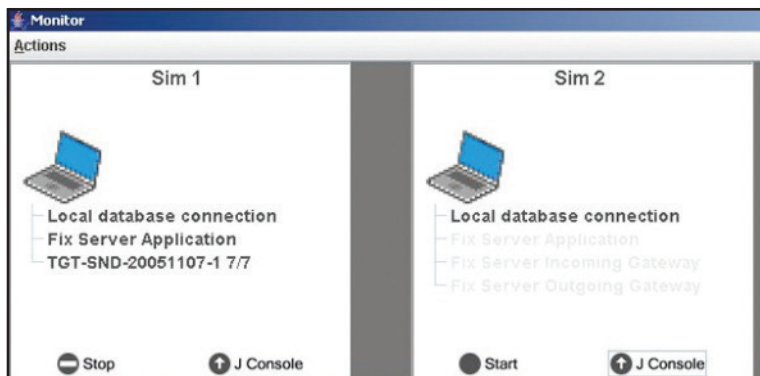 Monitor
Actions
Sim 1
Local database connection
Fix Server Application
TGT-SND-20051107-1 7/7
Stop
J Console
Sim 2
Local database connection
Fix Server Application
Fix Server Incoming Gateway
Fix Server Outgoing Gateway
Start
J Console